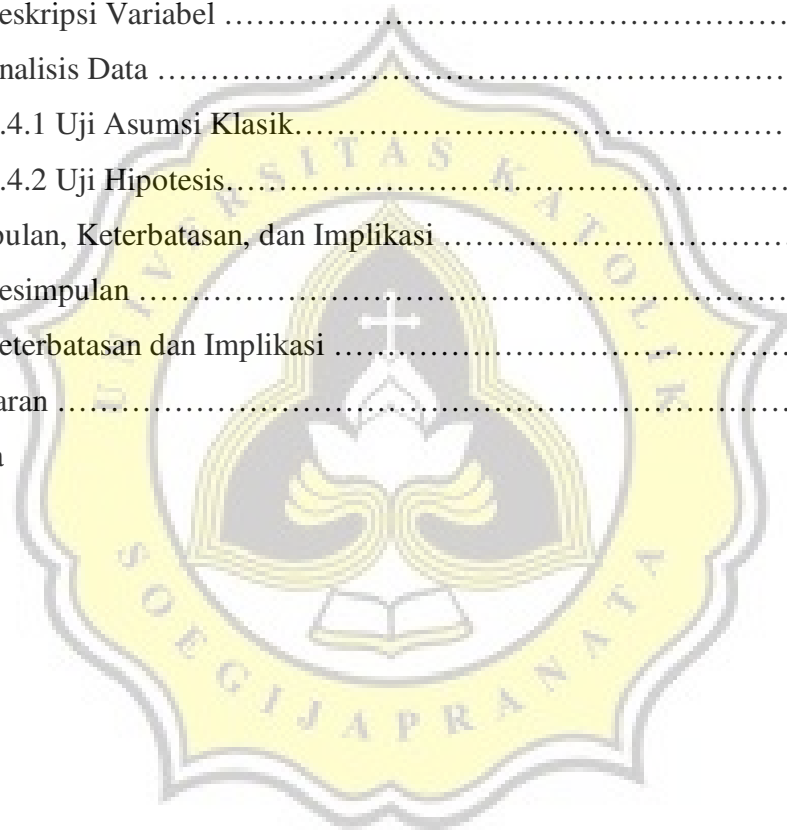 eskripsi Variabel ……………………………………………
nalisis Data ………………………………………………………
.4.1 Uji Asumsi Klasik……………………………………
.4.2 Uji Hipotesis………………………………………………
pulan, Keterbatasan, dan Implikasi ……………………
esimpulan …………………………………………………………
eterbatasan dan Implikasi …………………………………
aran ……………………………………………………………………
a
UNIVERSITAS KATOLIK
SOEGIJAPRANATA